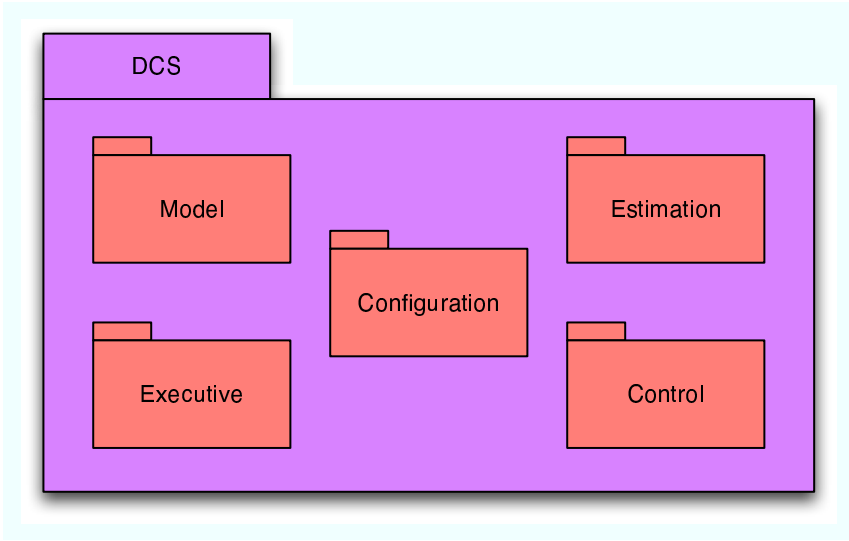 DCS
Model
Estimation
Configuration
Executive
Control